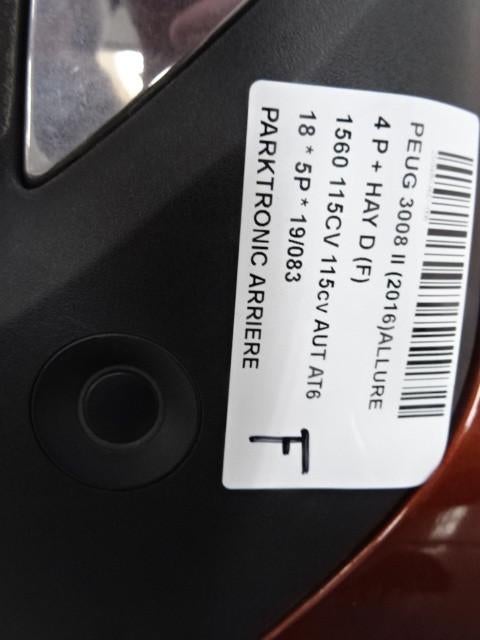 PEUG 3008 II (2016)ALLURE
4 P + HAY D (F)
1560 115CV 115cv AUT AT6
18 * 5P * 19/083
PARKTRONIC ARRIERE
F